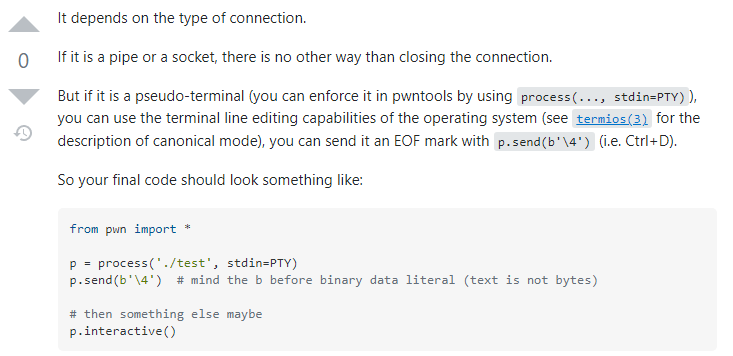 It depends on the type of connection.
0
If it is a pipe or a socket, there is no other way than closing the connection.
But if it is a pseudo-terminal (you can enforce it in pwntools by using process(..., stdin=PTY)),
you can use the terminal line editing capabilities of the operating system (see termios(3) for the
description of canonical mode), you can send it an EOF mark with p.send(b'\4') (i.e. Ctrl+D).
So your final code should look something like:
from pwn import *
p = process('./test', stdin=PTY)
p.send(b'\4')  # mind the b before binary data literal (text is not bytes)
# then something else maybe
p.interactive()